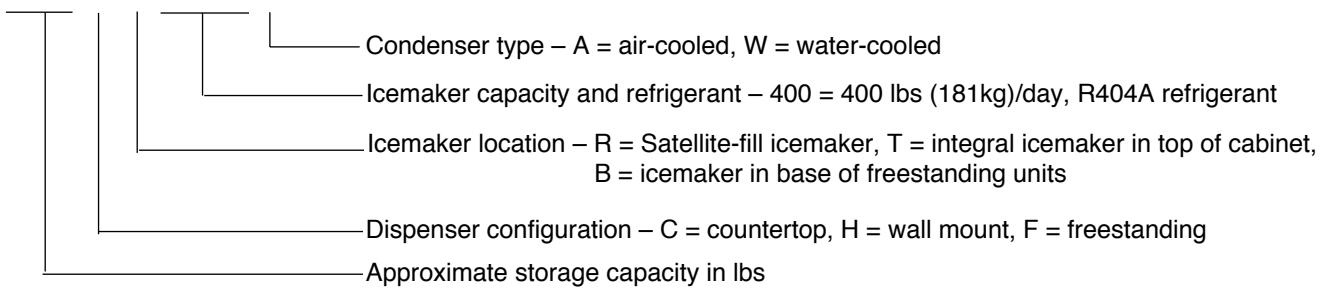 Condenser type – A = air-cooled, W = water-cooled
Icemaker capacity and refrigerant – 400 = 400 lbs (181kg)/day, R404A refrigerant
Icemaker location – R = Satellite-fill icemaker, T = integral icemaker in top of cabinet,
B = icemaker in base of freestanding units
Dispenser configuration – C = countertop, H = wall mount, F = freestanding
Approximate storage capacity in lbs